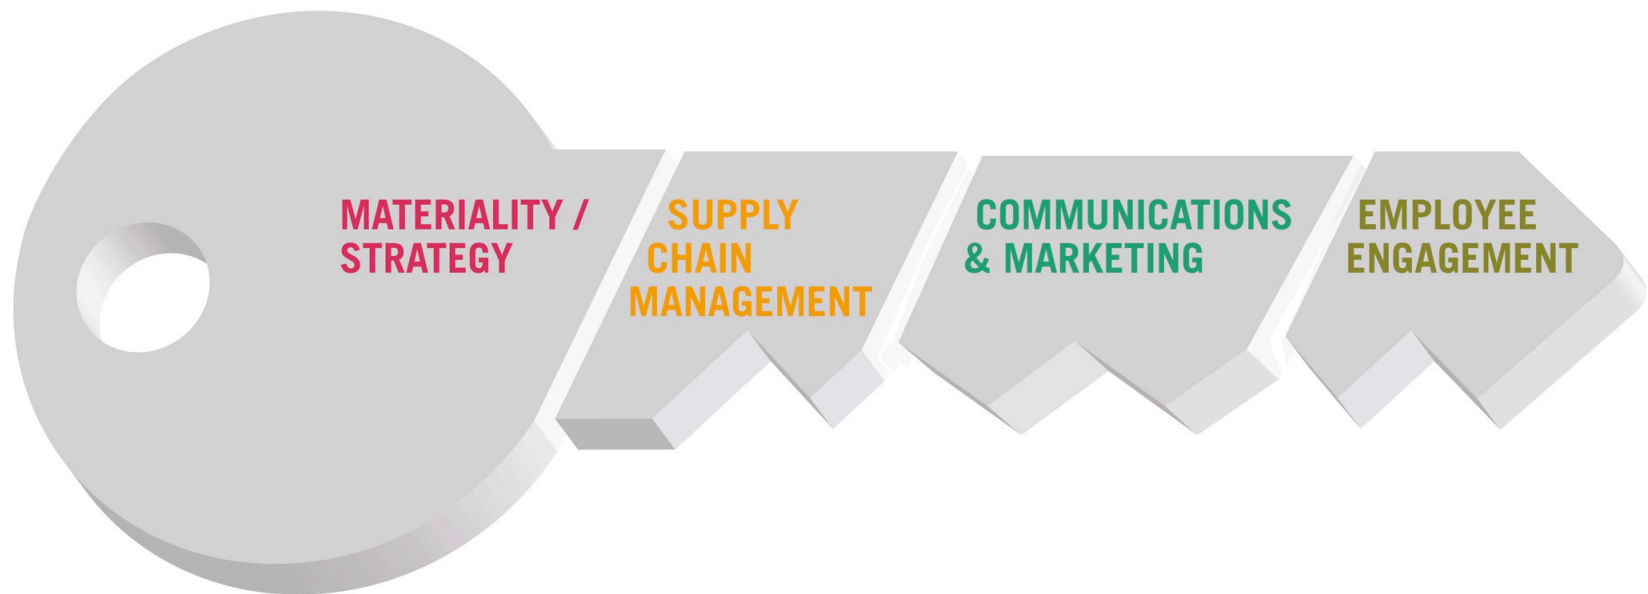 MATERIALITY /
STRATEGY
SUPPLY
CHAIN
MANAGEMENT
COMMUNICATIONS
& MARKETING
EMPLOYEE
ENGAGEMENT